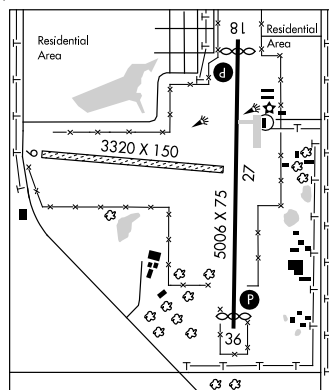 18
Residential
Area
Residential
Area
P
3320 X 150
9
27
5006 X 75
P
36